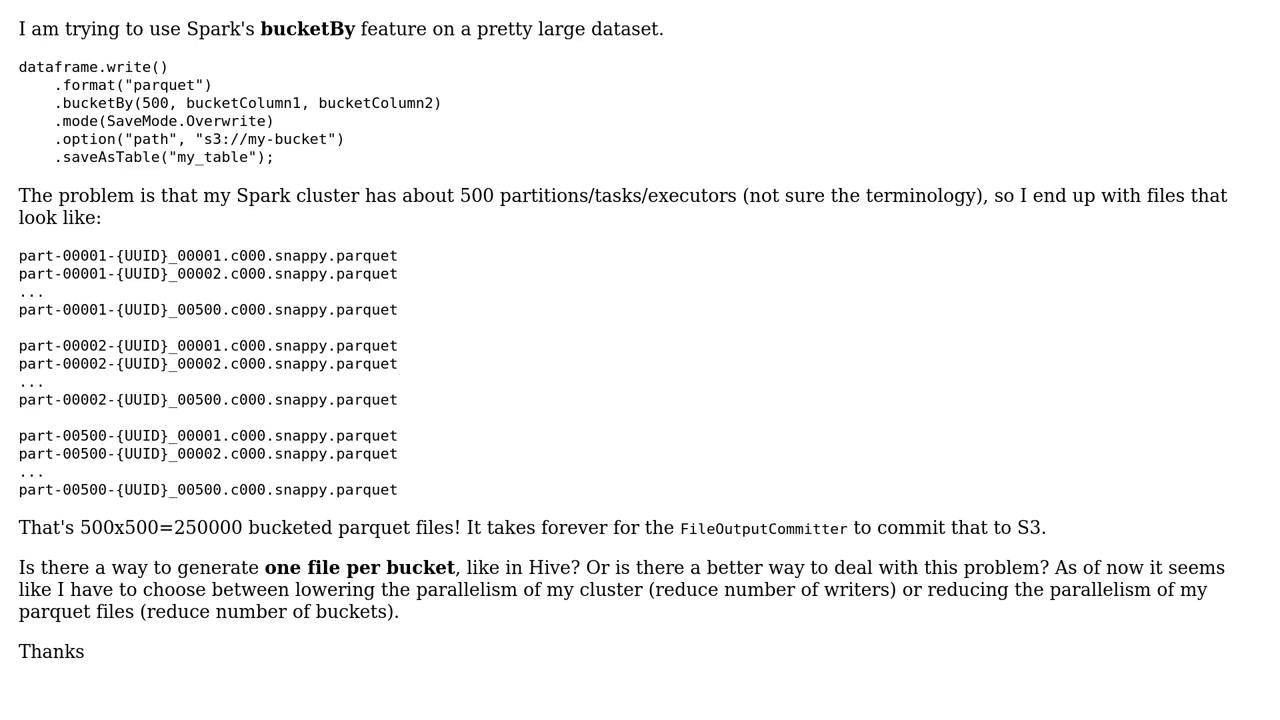 I am trying to use Spark's bucketBy feature on a pretty large dataset.
dataframe.write()
    .format("parquet")
    .bucketBy(500, bucketColumn1, bucketColumn2)
    .mode(SaveMode.Overwrite)
    .option("path", "s3://my-bucket")
    .saveAsTable("my_table");
The problem is that my Spark cluster has about 500 partitions/tasks/executors (not sure the terminology), so I end up with files that
look like:
part-00001-{UUID}_00001.c000.snappy.parquet
part-00001-{UUID}_00002.c000.snappy.parquet
...
part-00001-{UUID}_00500.c000.snappy.parquet
part-00002-{UUID}_00001.c000.snappy.parquet
part-00002-{UUID}_00002.c000.snappy.parquet
...
part-00002-{UUID}_00500.c000.snappy.parquet
part-00500-{UUID}_00001.c000.snappy.parquet
part-00500-{UUID}_00002.c000.snappy.parquet
...
part-00500-{UUID}_00500.c000.snappy.parquet
That's 500x500=250000 bucketed parquet files! It takes forever for the FileOutputCommitter to commit that to S3.
Is there a way to generate one file per bucket, like in Hive? Or is there a better way to deal with this problem? As of now it seems
like I have to choose between lowering the parallelism of my cluster (reduce number of writers) or reducing the parallelism of my
parquet files (reduce number of buckets).
Thanks